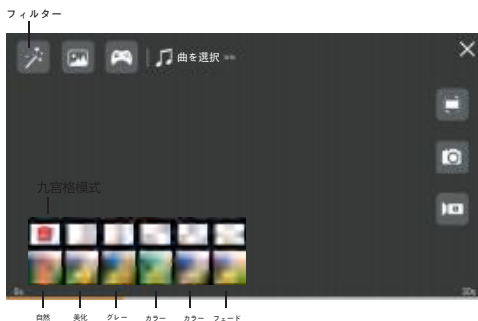 フィルター
曲を選択
九宫格模式
0s
30s
自然 美化 グレー カラー カラー フェード